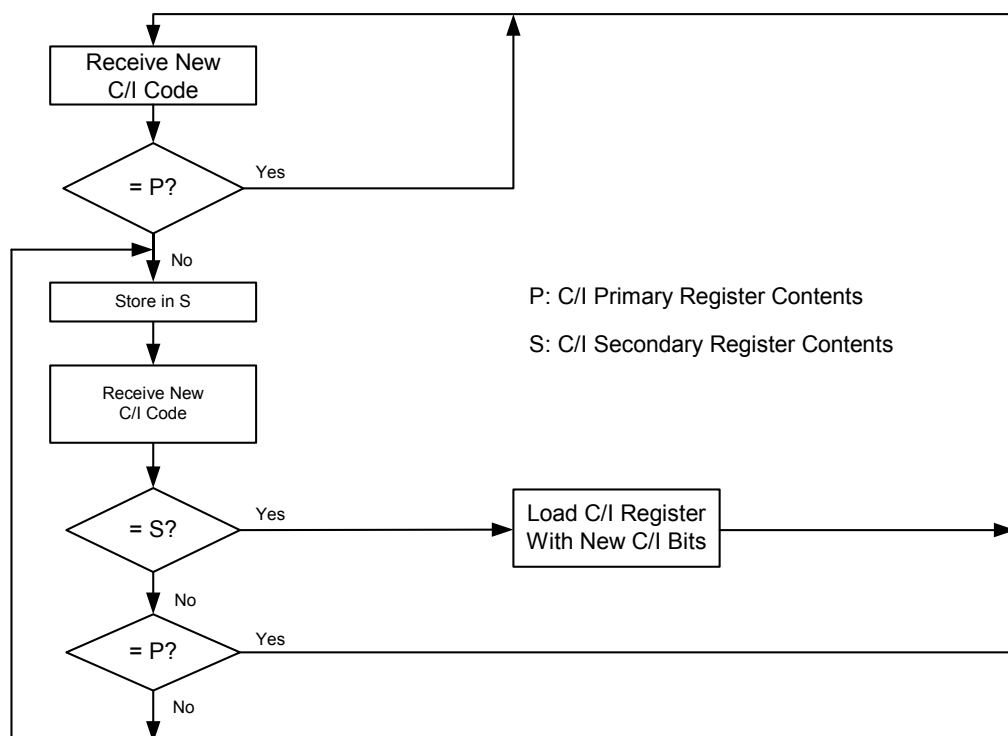 Receive New
C/I Code
= P?
Yes
No
Store in S
P: C/I Primary Register Contents
S: C/I Secondary Register Contents
Receive New
C/I Code
= S?
Yes
Load C/I Register
With New C/I Bits
No
= P?
Yes
No